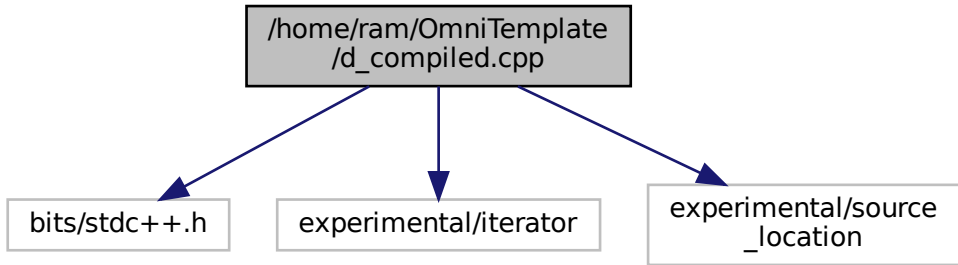 /home/ram/OmniTemplate
/d_compiled.cpp
bits/stdc++.h
experimental/iterator
experimental/source
_location